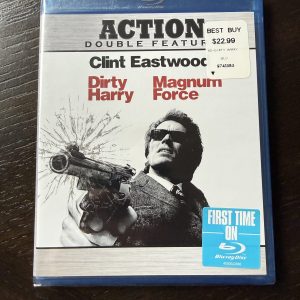 ACTION
DOUBLE FEATURE
Clint Eastwood
Dirty Harry
Magnum Force
BEST BUY
$22.99
FIRST TIME
ON
Blu-ray Disc